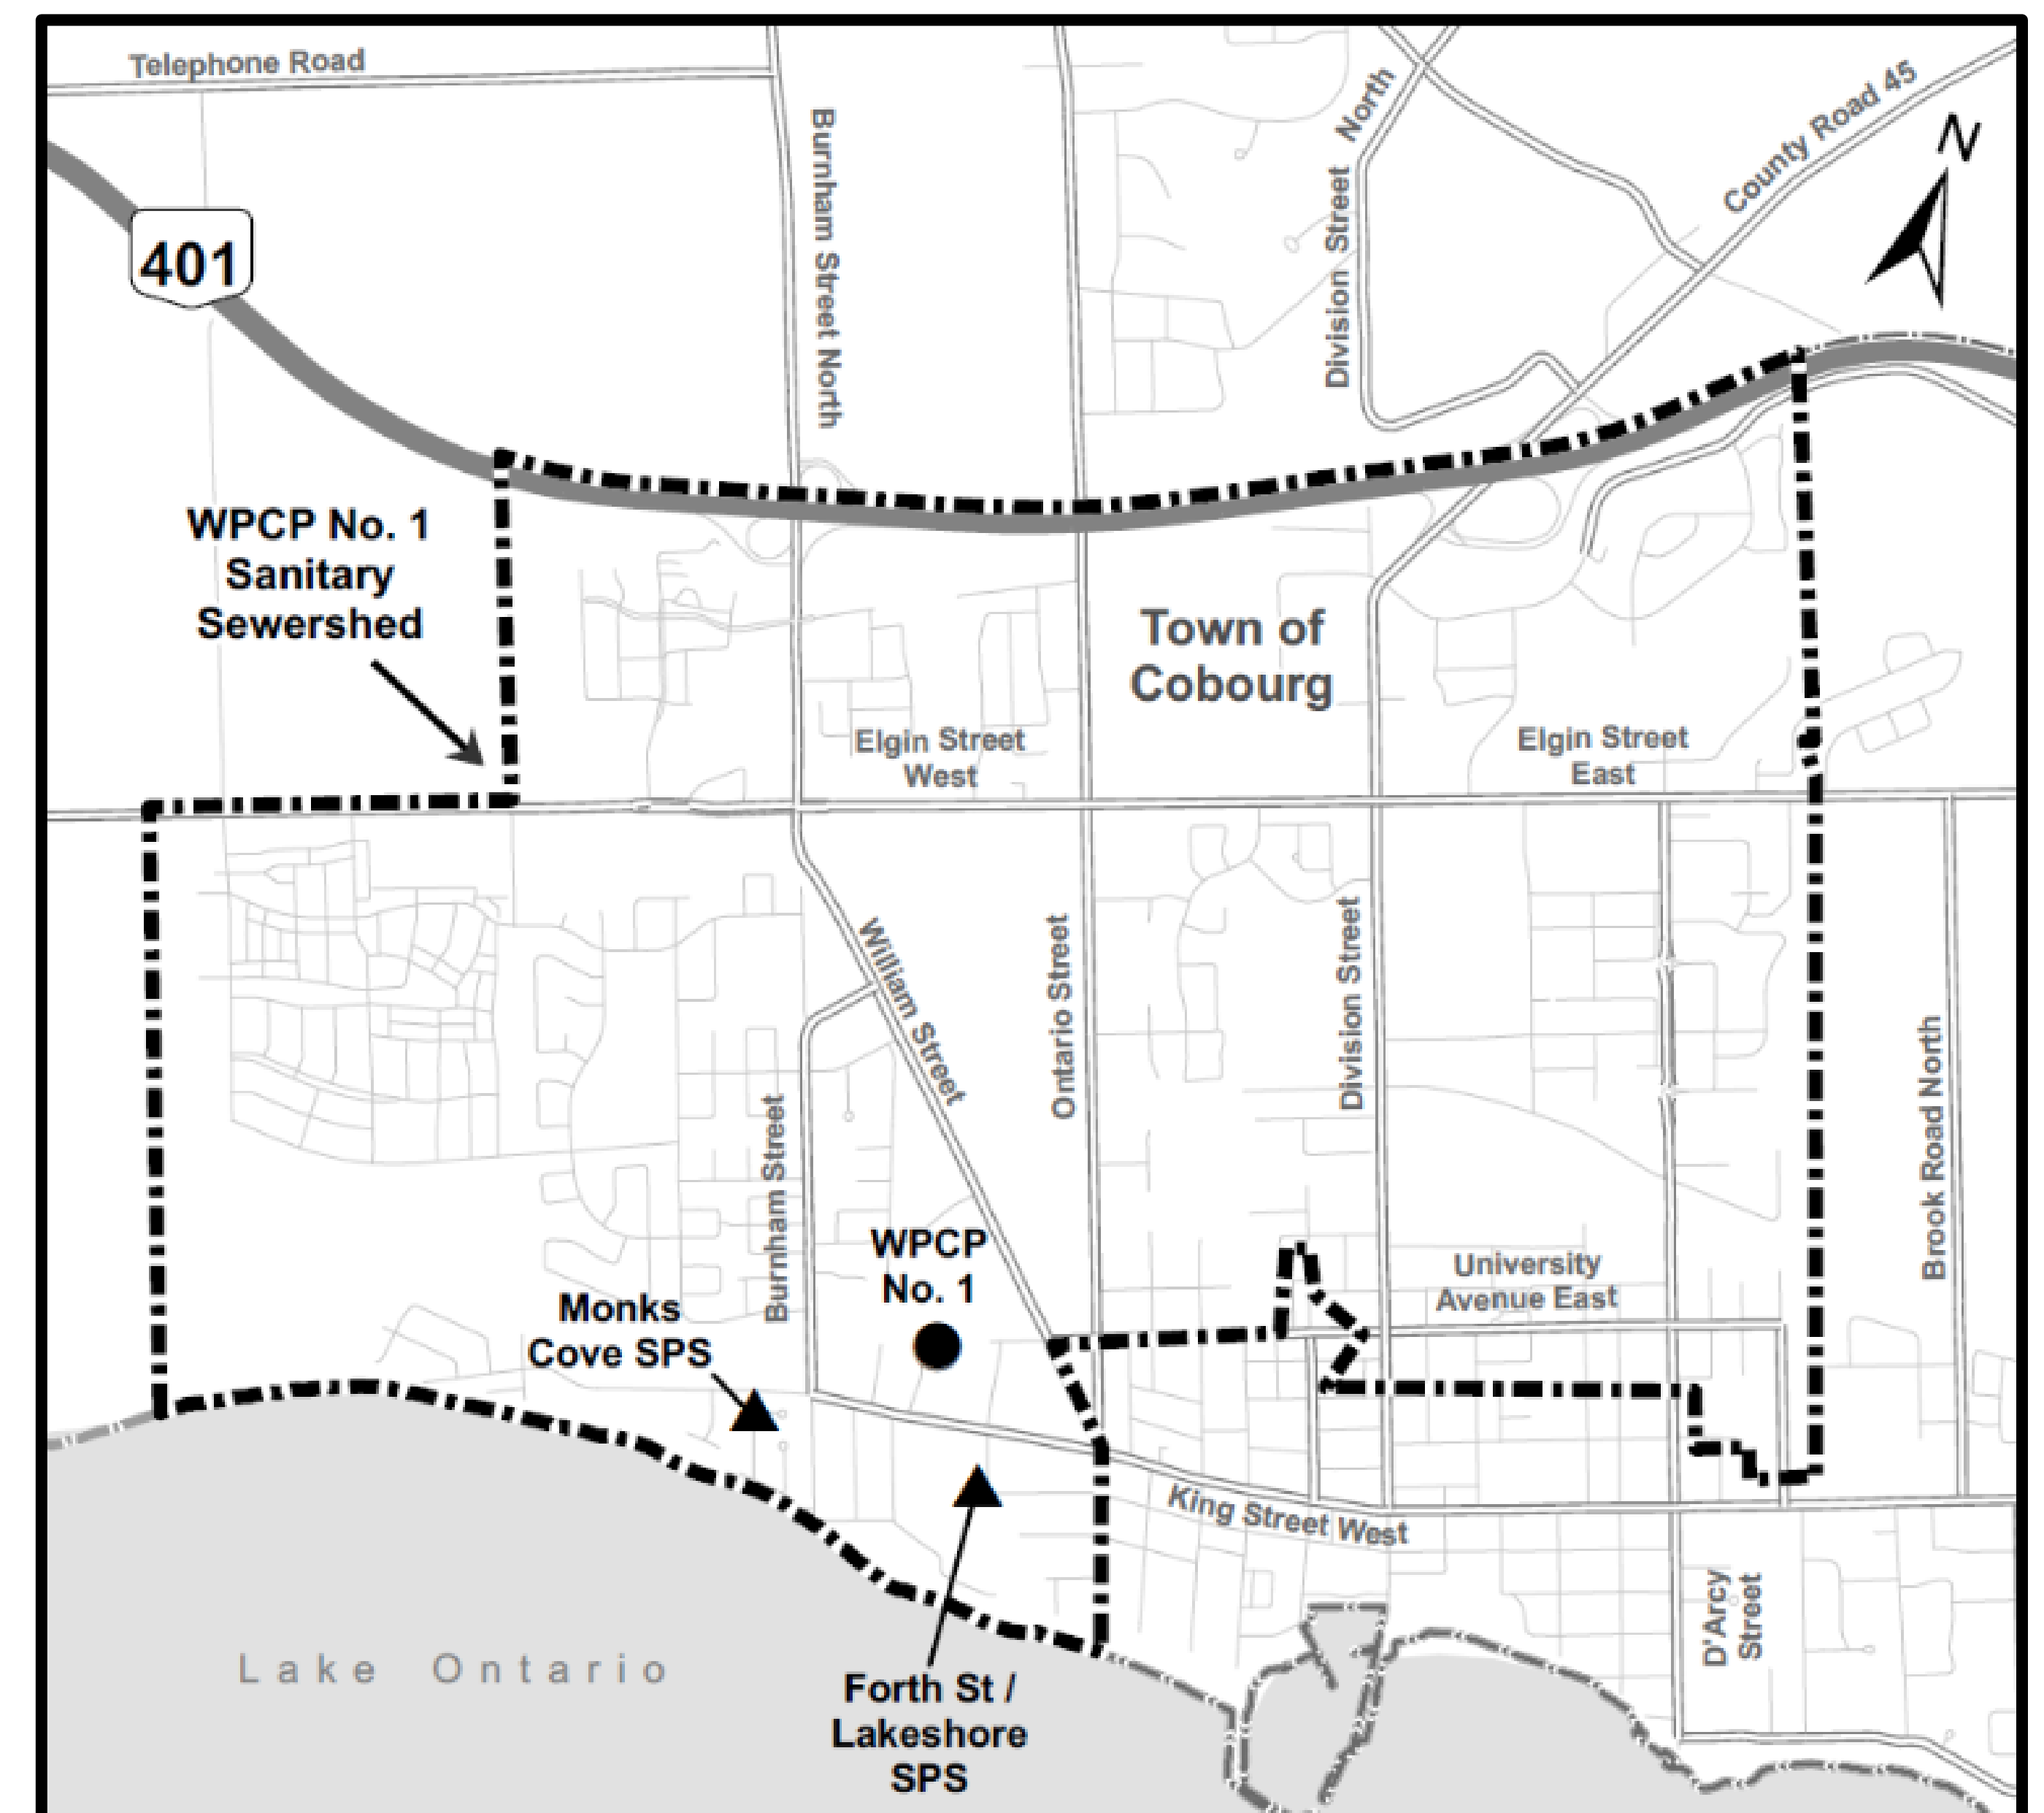 Telephone Road
Burnham Street North
Division Street North
County Road 45
N
401
WPCP No. 1
Sanitary
Sewershed
Town of
Cobourg
Elgin Street
West
Elgin Street
East
William Street
Ontario Street
Division Street
Brook Road North
Burnham Street
WPCP
No. 1
University
Avenue East
Monks
Cove SPS
King Street West
D'Arcy
Street
Lake Ontario
Forth St /
Lakeshore
SPS